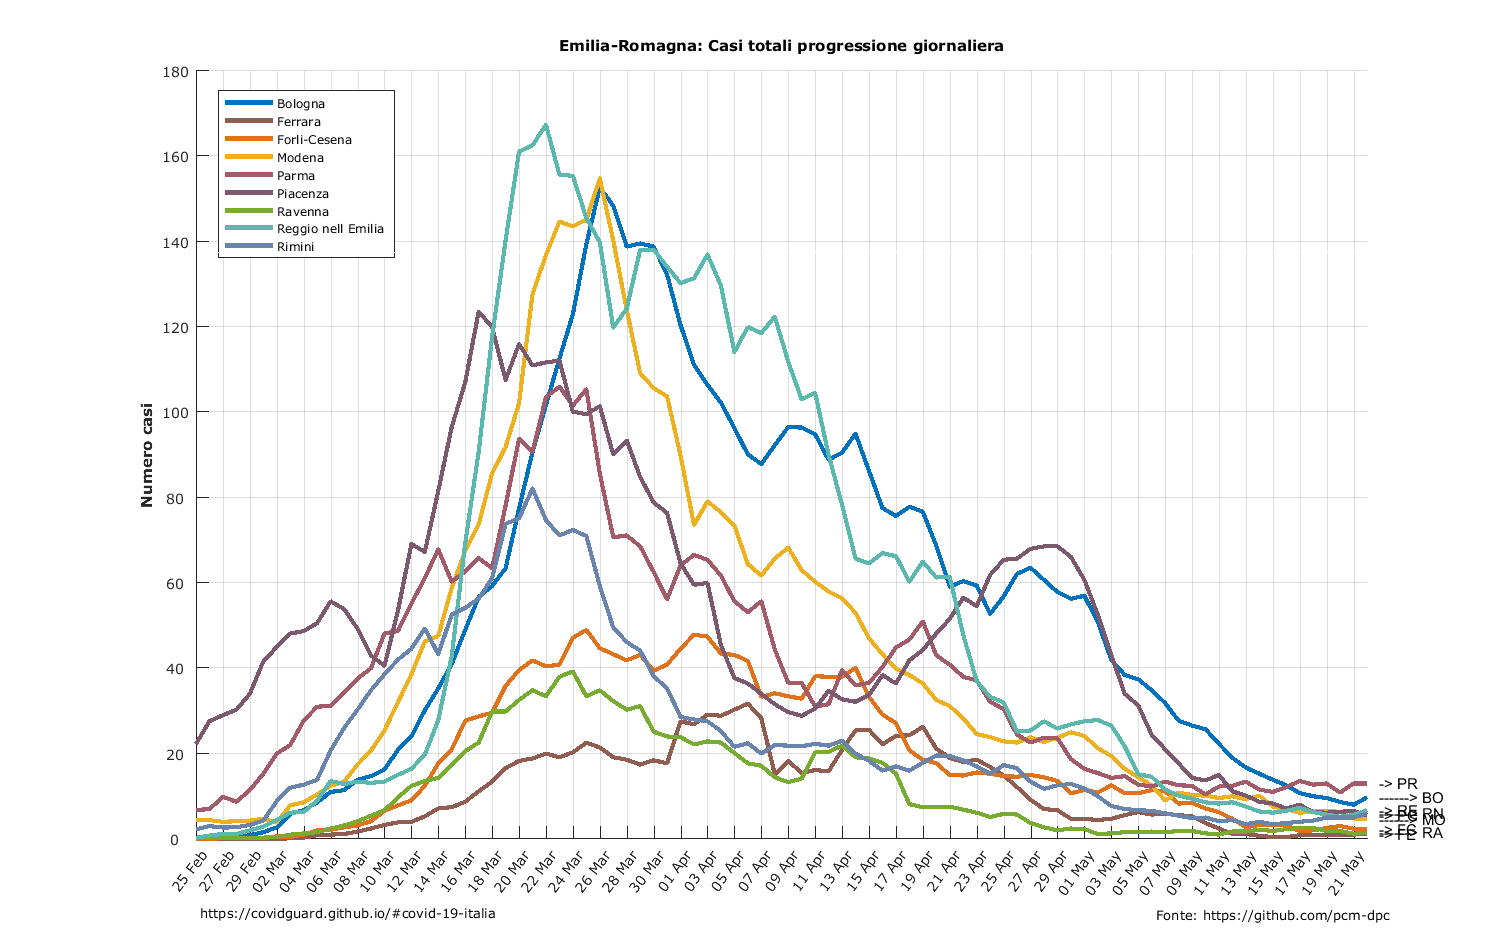 Emilia-Romagna: Casi totali progressione giornaliera
180
160
140
120
100
80
60
40
20
0
Numero casi
Bologna
Ferrara
Forli-Cesena
Modena
Parma
Piacenza
Ravenna
Reggio nell Emilia
Rimini
-> PR
------> BO
-> RE
RN
MO
-> FC
RA
-> FE
25 Feb
27 Feb
29 Feb
02 Mar
04 Mar
06 Mar
08 Mar
10 Mar
12 Mar
14 Mar
16 Mar
18 Mar
20 Mar
22 Mar
24 Mar
26 Mar
28 Mar
30 Mar
01 Apr
03 Apr
05 Apr
07 Apr
09 Apr
11 Apr
13 Apr
15 Apr
17 Apr
19 Apr
21 Apr
23 Apr
25 Apr
27 Apr
29 Apr
01 May
03 May
05 May
07 May
09 May
11 May
13 May
15 May
17 May
19 May
21 May
https://covidguard.github.io/#covid-19-italia
Fonte: https://github.com/pcm-dpc